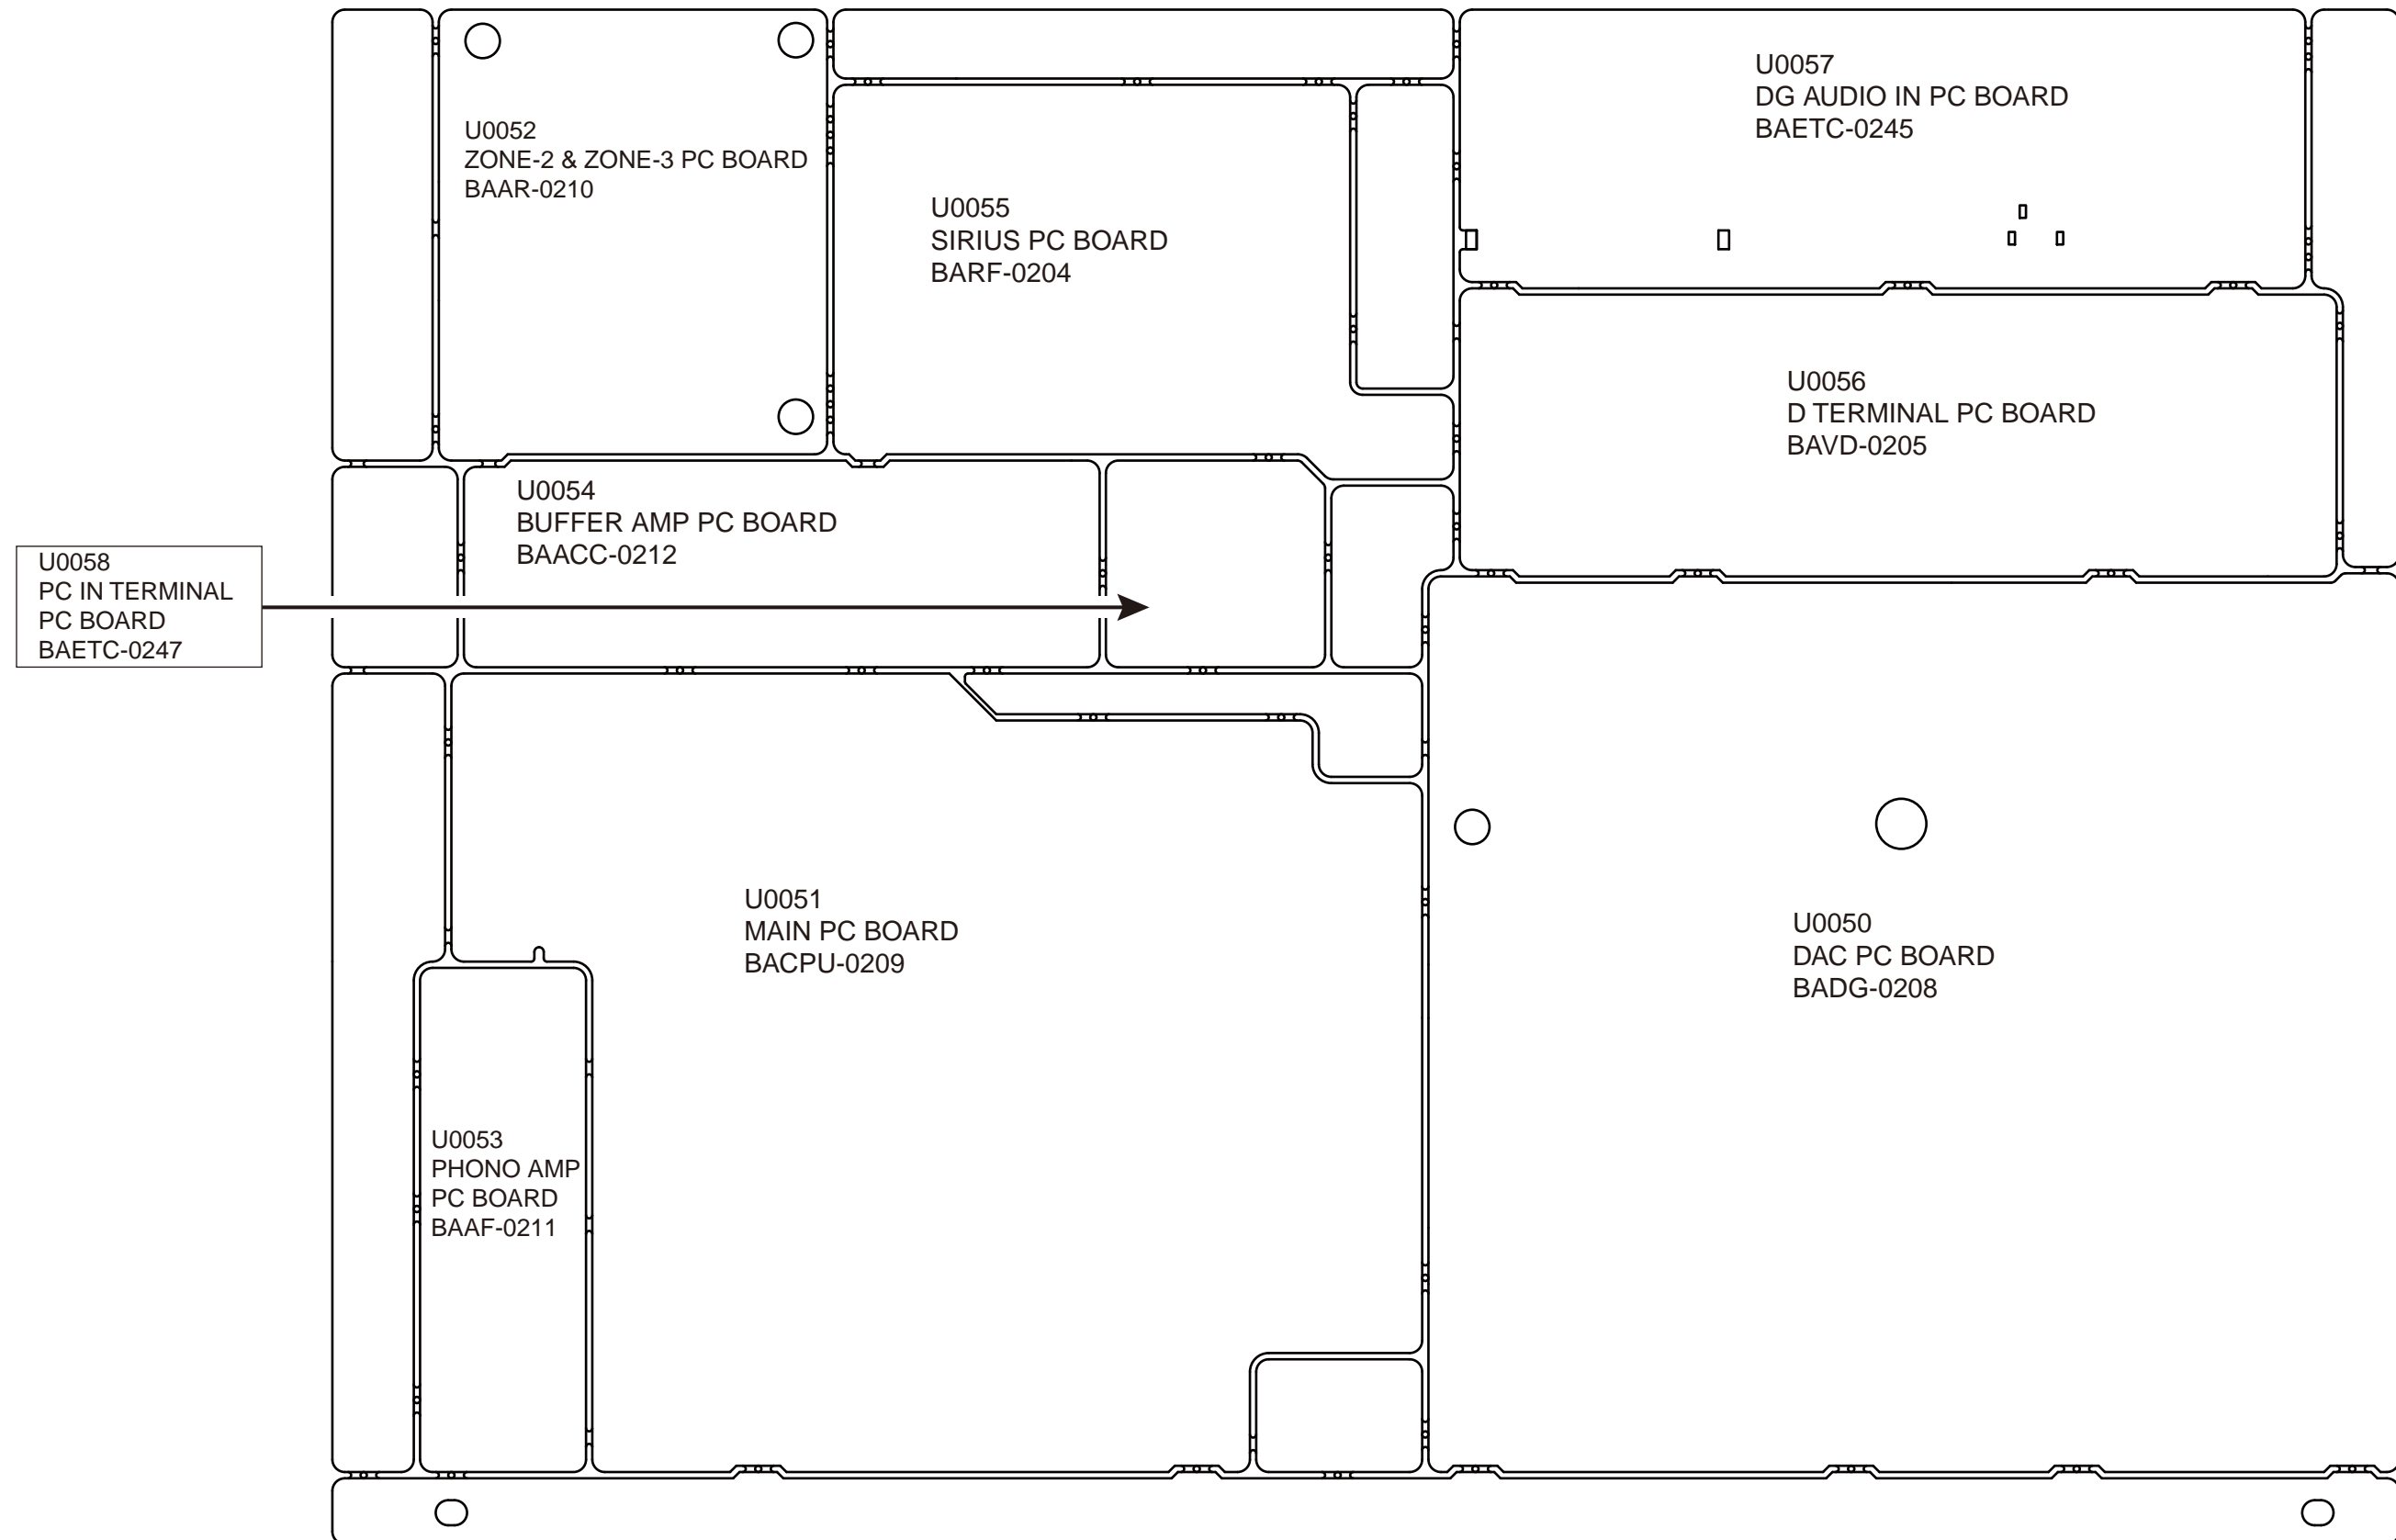 U0052
ZONE-2 & ZONE-3 PC BOARD
BAAR-0210
U0055
SIRIUS PC BOARD
BARF-0204
U0057
DG AUDIO IN PC BOARD
BAETC-0245
U0056
D TERMINAL PC BOARD
BAVD-0205
U0054
BUFFER AMP PC BOARD
BAACC-0212
U0058
PC IN TERMINAL
PC BOARD
BAETC-0247
U0051
MAIN PC BOARD
BACPU-0209
U0050
DAC PC BOARD
BADG-0208
U0053
PHONO AMP
PC BOARD
BAAF-0211